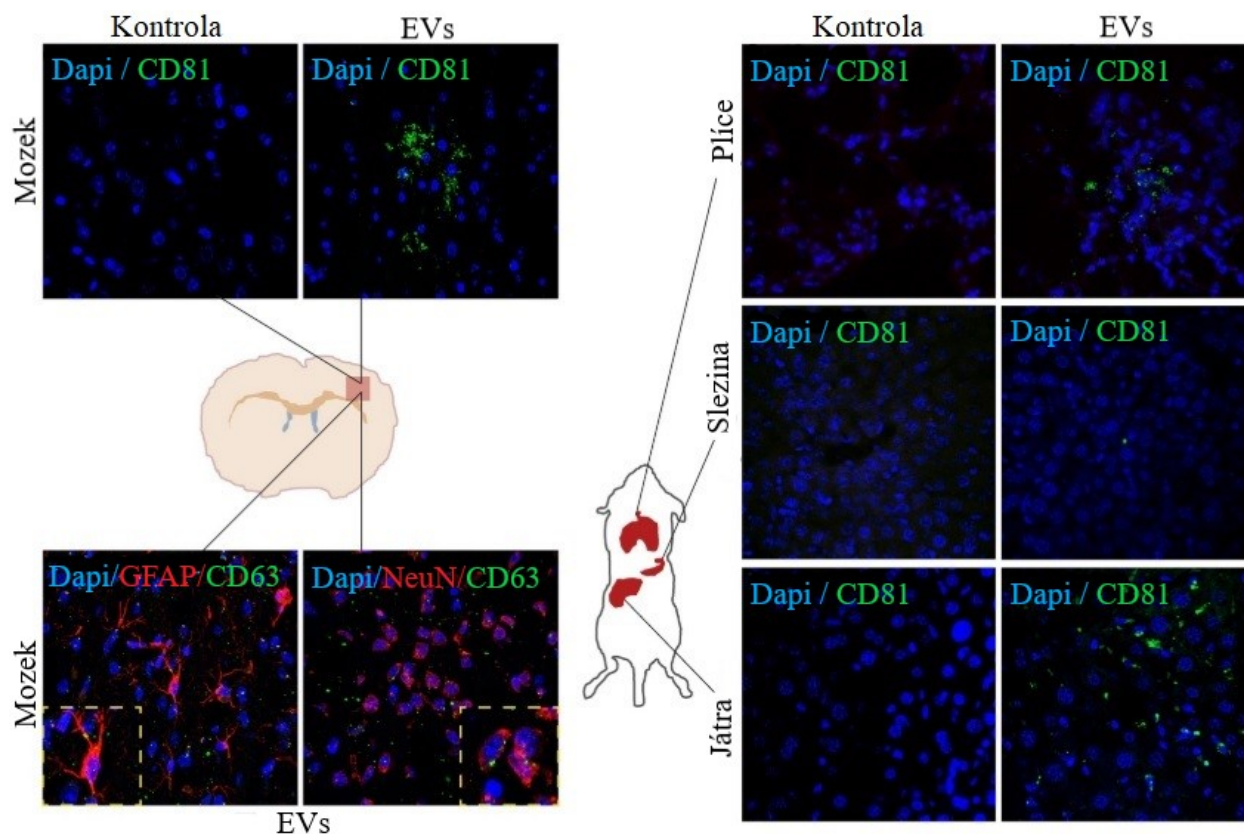 Kontrola
EVs
Mozek
Dapi / CD81
Dapi / CD81
Mozek
Dapi/GFAP/CD63
Dapi/NeuN/CD63
EVs
Kontrola
EVs
Plíce
Dapi / CD81
Dapi / CD81
Slezina
Dapi / CD81
Dapi / CD81
Játra
Dapi / CD81
Dapi / CD81